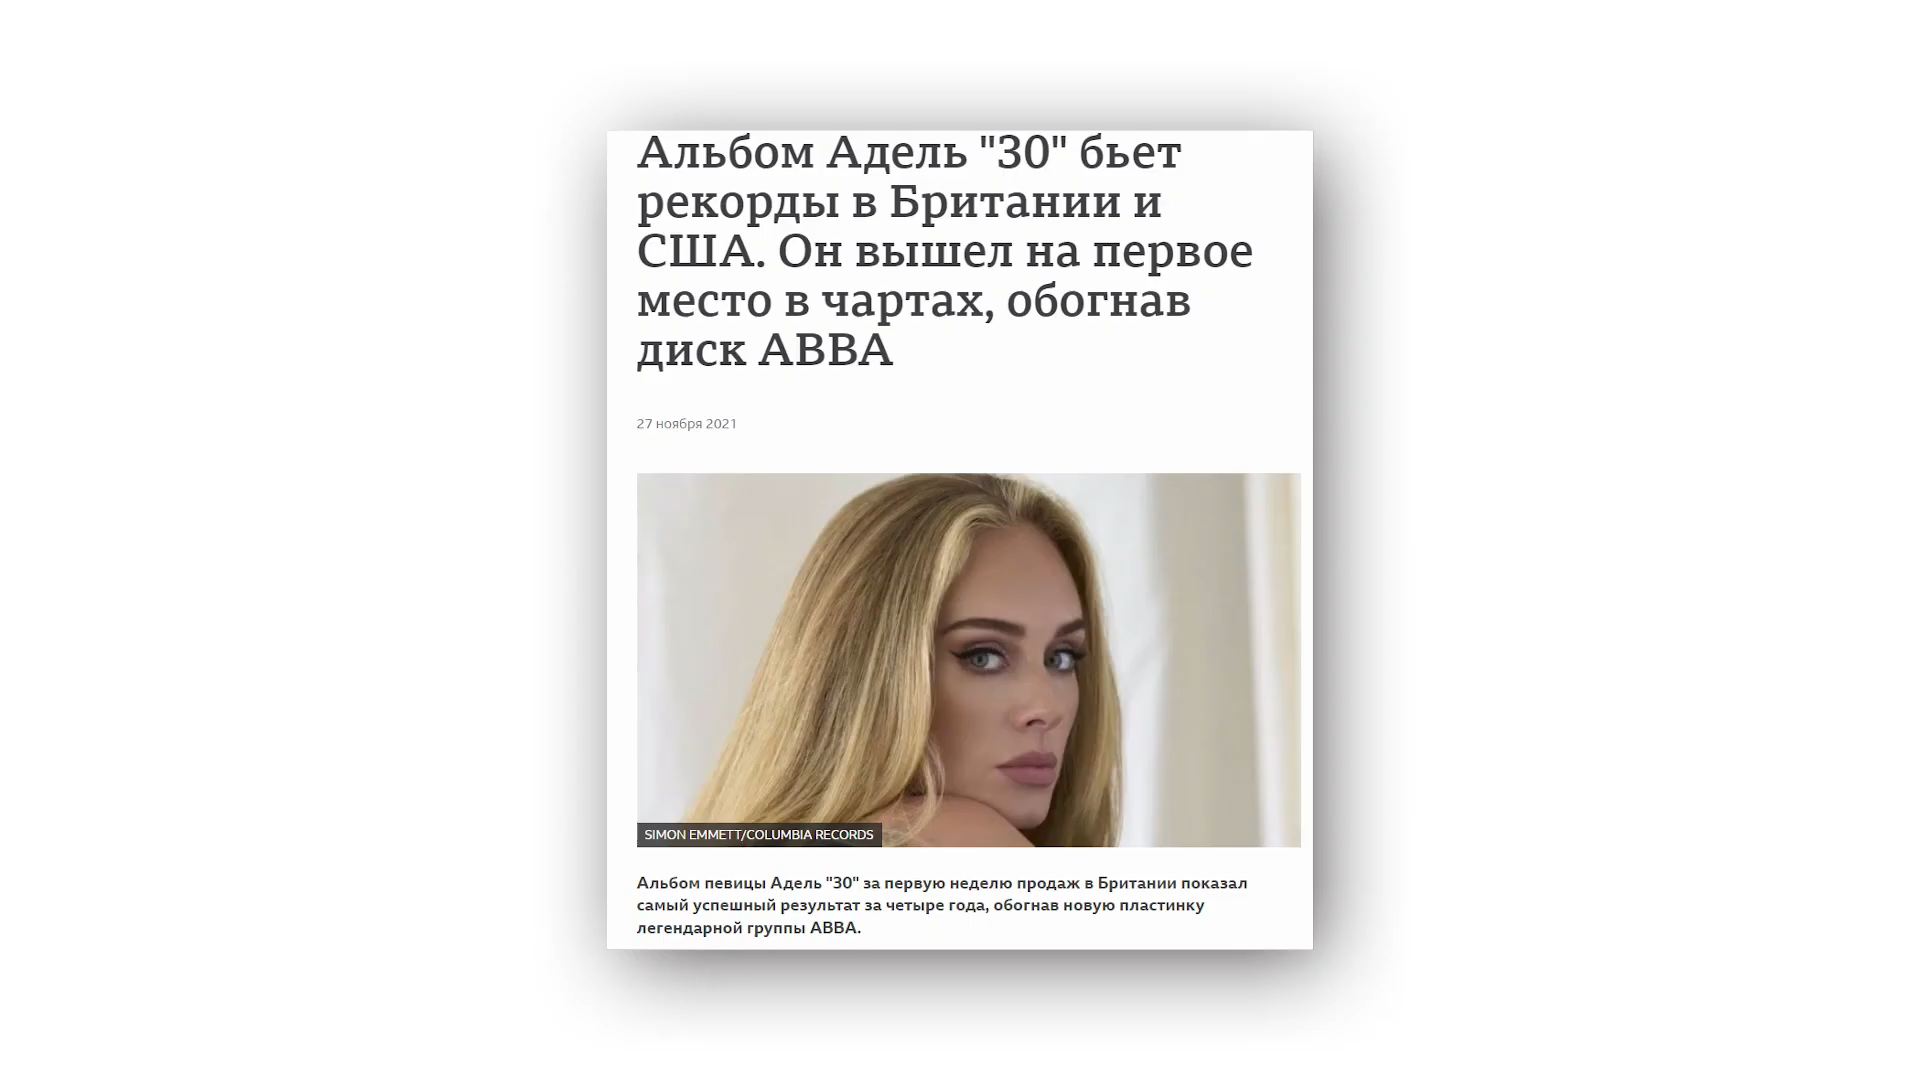 Альбом Адель "30" бьет
рекорды в Британии и
США. Он вышел на первое
место в чартах, обогнав
диск ABBA
27 ноября 2021
SIMON EMMETT/COLUMBIA RECORDS
Альбом певицы Адель "30" за первую неделю продаж в Британии показал
самый успешный результат за четыре года, обогнав новую пластинку
легендарной группы ABBA.